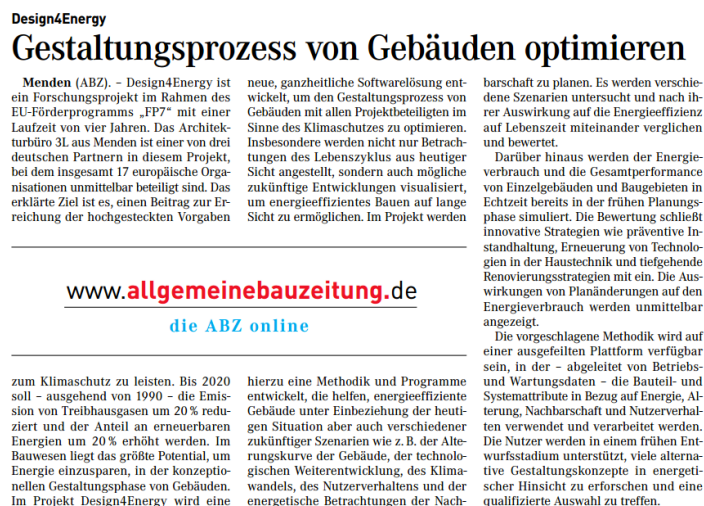 Design4Energy
Gestaltungsprozess von Gebäuden optimieren
Menden (ABZ). – Design4Energy ist
ein Forschungsprojekt im Rahmen des
EU-Förderprogramms „FP7“ mit einer
Laufzeit von vier Jahren. Das Architek-
turbüro 3L aus Menden ist einer von drei
deutschen Partnern in diesem Projekt,
bei dem insgesamt 17 europäische Orga-
nisationen unmittelbar beteiligt sind. Das
erklärte Ziel ist es, einen Beitrag zur Er-
reichung der hochgesteckten Vorgaben
zum Klimaschutz zu leisten. Bis 2020
soll – ausgehend von 1990 – die Emis-
sion von Treibhausgasen um 20 % redu-
ziert und der Anteil an erneuerbaren
Energien um 20 % erhöht werden. Im
Bauwesen liegt das größte Potential, um
Energie einzusparen, in der konzeptio-
nellen Gestaltungsphase von Gebäuden.
Im Projekt Design4Energy wird eine
neue, ganzheitliche Softwarelösung ent-
wickelt, um den Gestaltungsprozess von
Gebäuden mit allen Projektbeteiligten im
Sinne des Klimaschutzes zu optimieren.
Insbesondere werden nicht nur Betrach-
tungen des Lebenszyklus aus heutiger
Sicht angestellt, sondern auch mögliche
zukünftige Entwicklungen visualisiert,
um energieeffizientes Bauen auf lange
Sicht zu ermöglichen. Im Projekt werden
hierzu eine Methodik und Programme
entwickelt, die helfen, energieeffiziente
Gebäude unter Einbeziehung der heuti-
gen Situation aber auch verschiedener
zukünftiger Szenarien wie z. B. der Alte-
rungskurve der Gebäude, der technolo-
gischen Weiterentwicklung, des Klima-
wandels, des Nutzerverhaltens und der
energetische Betrachtungen der Nach-
barschaft zu planen. Es werden verschie-
dene Szenarien untersucht und nach ih-
rer Auswirkung auf die Energieeffizienz
auf Lebenszeit miteinander verglichen
und bewertet.
Darüber hinaus werden der Energie-
verbrauch und die Gesamtperformance
von Einzelgebäuden und Baugebieten in
Echtzeit bereits in der frühen Planungs-
phase simuliert. Die Bewertung schließt
innovative Strategien wie präventive In-
standhaltung, Erneuerung von Technolo-
gien in der Haustechnik und tiefgehende
Renovierungsstrategien mit ein. Die Aus-
wirkungen von Planänderungen auf den
Energieverbrauch werden unmittelbar
angezeigt.
Die vorgeschlagene Methodik wird auf
einer ausgefeilten Plattform verfügbar
sein, in der – abgeleitet von Betriebs-
und Wartungsdaten – die Bauteil- und
Systemattribute in Bezug auf Energie, Al-
terung, Nachbarschaft und Nutzerverhal-
ten verwendet und verarbeitet werden.
Die Nutzer werden in einem frühen Ent-
wurfsstadium unterstützt, viele alterna-
tive Gestaltungskonzepte in energeti-
scher Hinsicht zu erforschen und eine
qualifizierte Auswahl zu treffen.
www.allgemeinebauzeitung.de
die ABZ online